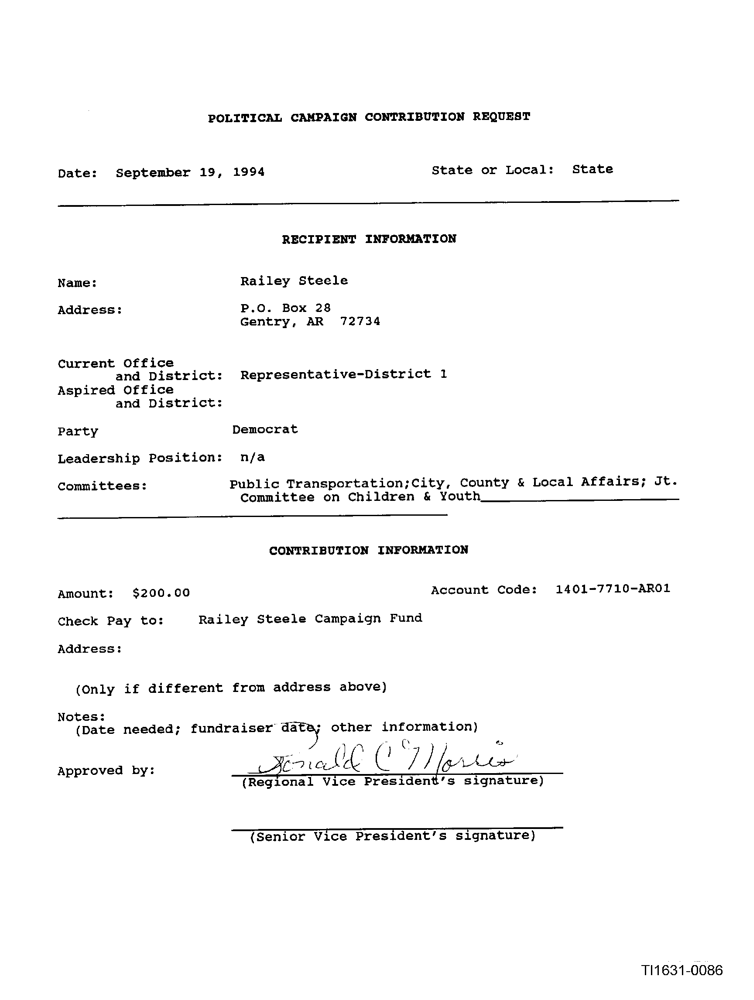 POLITICAL CAMPAIGN CONTRIBUTION REQUEST
Date: September 19, 1994 State or Local: State
RECIPIENT INFORMATION
Name: Railey Steele
Address: P.O. Box 28
Gentry, AR 72734
Current Office
and District: Representative-District 1
Aspired Office
and District:
Party Democrat
Leadership Position: n/a
Committees: Public Transportation;City, County & Local Affairs; Jt.
Committee on Children & Youth
CONTRIBUTION INFORMATION
Amount: $200.00 Account Code: 1401-7710-AR01
Check Pay to: Railey Steele Campaign Fund
Address:
(Only if different from address above)
Notes:
(Date needed; fundraiser date; other information)
Approved by: Donald C Morris
(Regional Vice President's signature)
(Senior Vice President's signature)
TI1631-0086